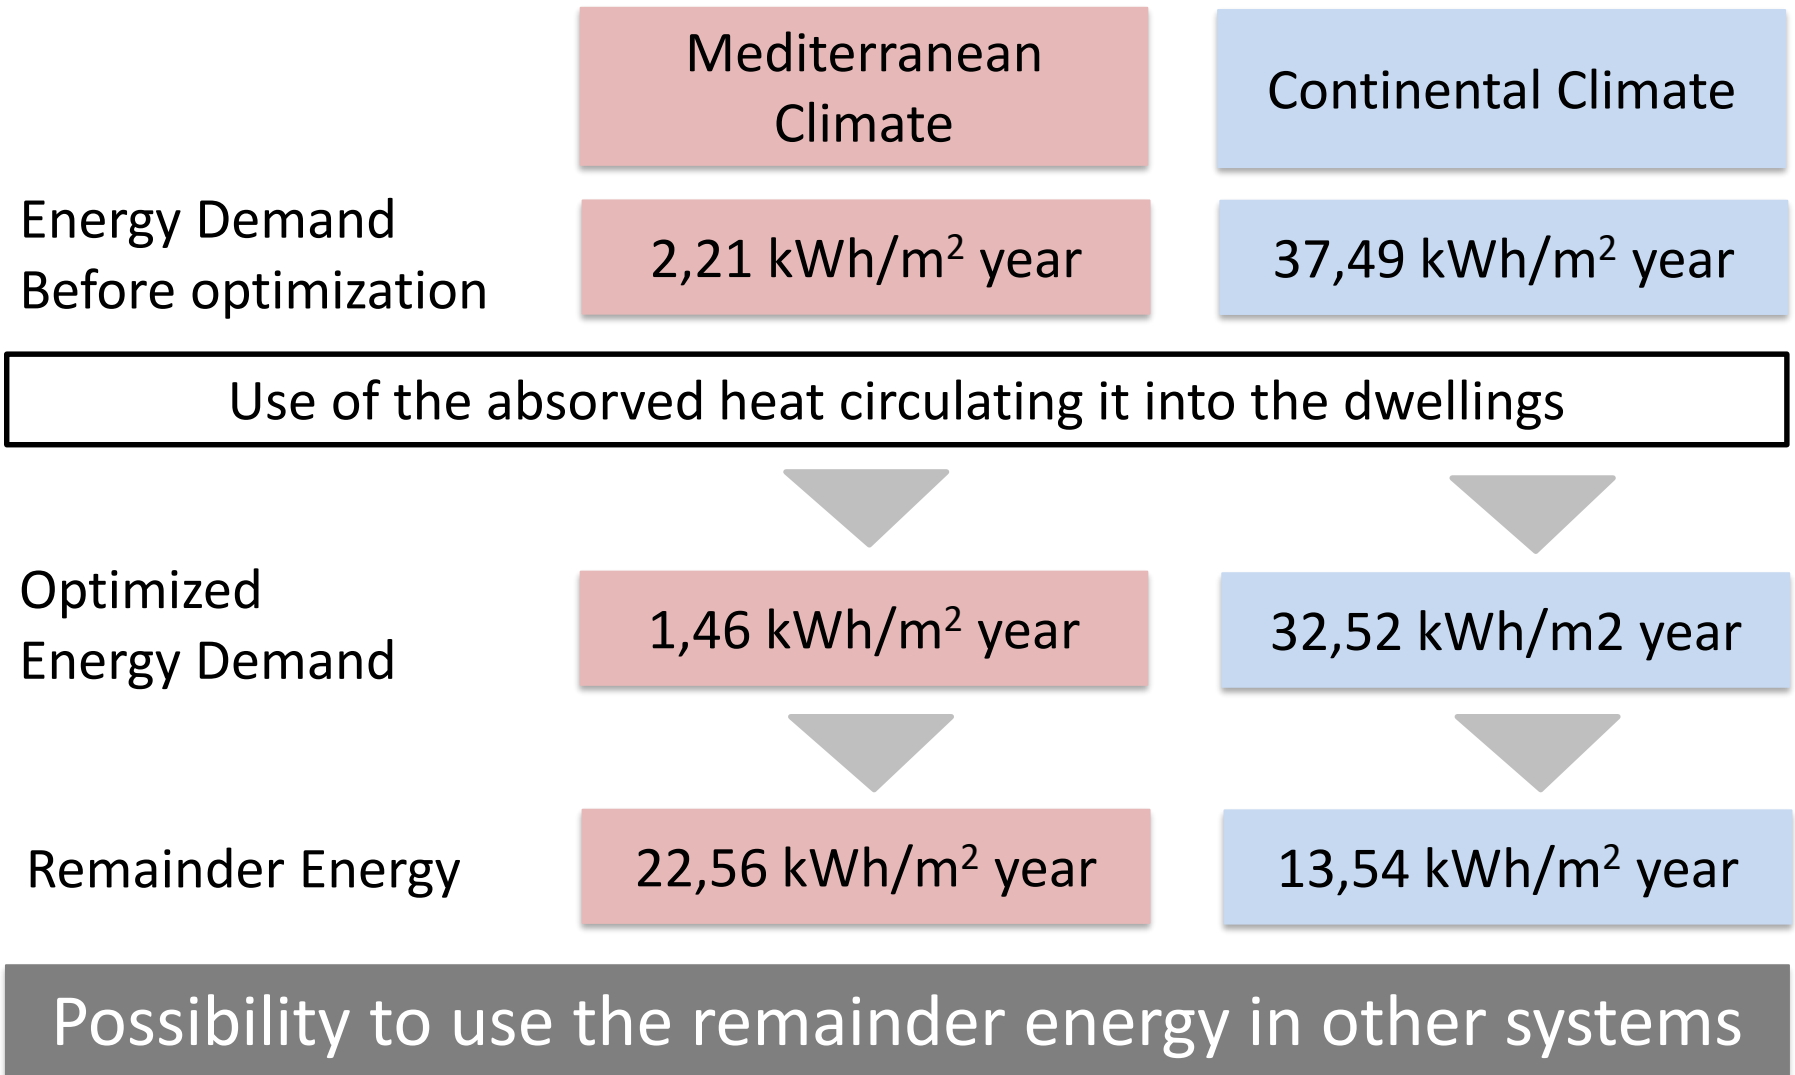 Mediterranean
Climate
Continental Climate
Energy Demand
Before optimization
2,21 kWh/m² year
37,49 kWh/m² year
Use of the absorved heat circulating it into the dwellings
Optimized
Energy Demand
1,46 kWh/m² year
32,52 kWh/m2 year
Remainder Energy
22,56 kWh/m² year
13,54 kWh/m² year
Possibility to use the remainder energy in other systems